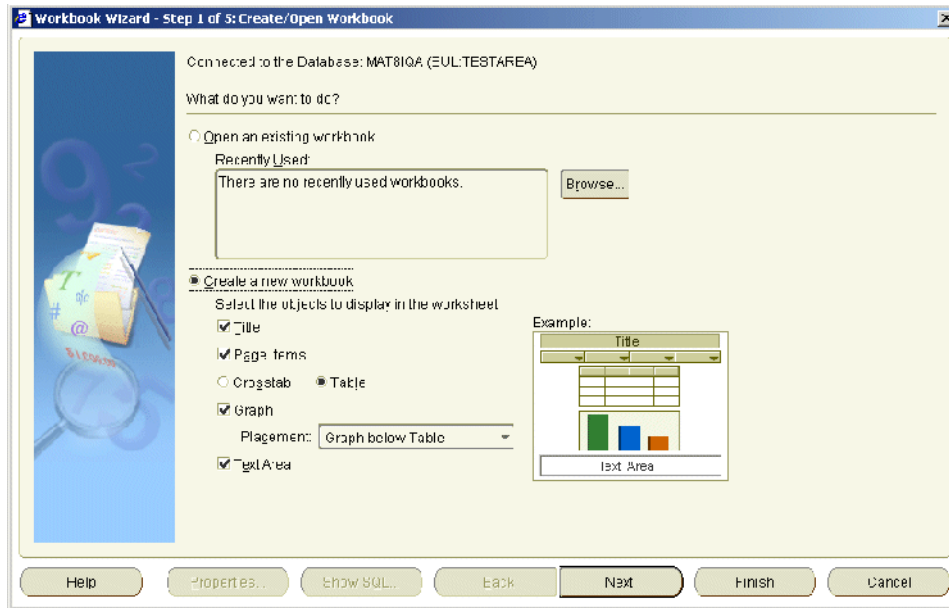 Workbook Wizard - Step 1 of 5: Create/Open Workbook
Connected to the Database: MAT8IQA (EUL:TESTAREA)
What do you want to do?
Open an existing workbook
Recently Used:
There are no recently used workbooks.
Browse...
Create a new workbook
Select the objects to display in the worksheet
Title
Page Items
Crosstab
Table
Graph
Placement:
Graph below Table
Text Area
Example:
Title
Text Area
Help
Properties...
Show SQL...
Back
Next
Finish
Cancel